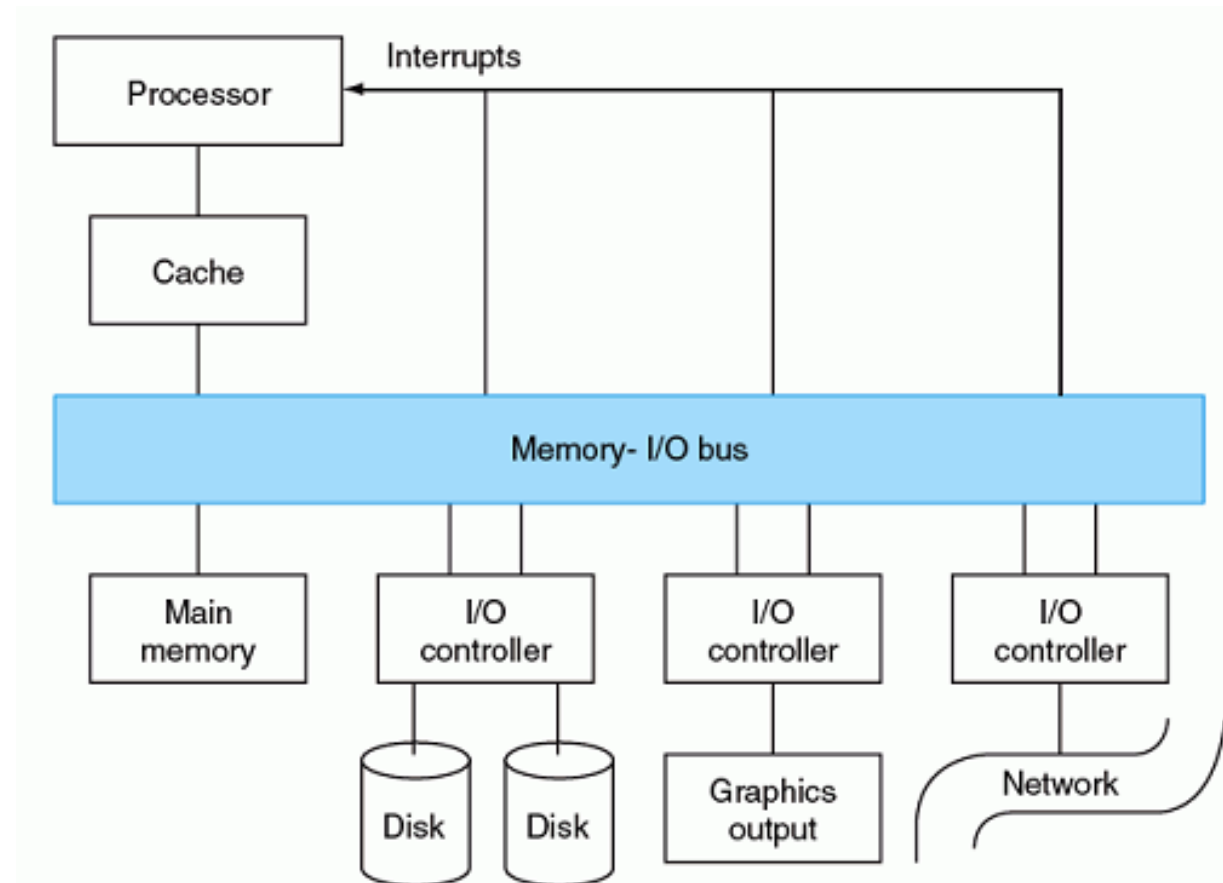 Interrupts
Processor
Cache
Memory- I/O bus
Main
memory
I/O
controller
I/O
controller
I/O
controller
Disk
Disk
Graphics
output
Network